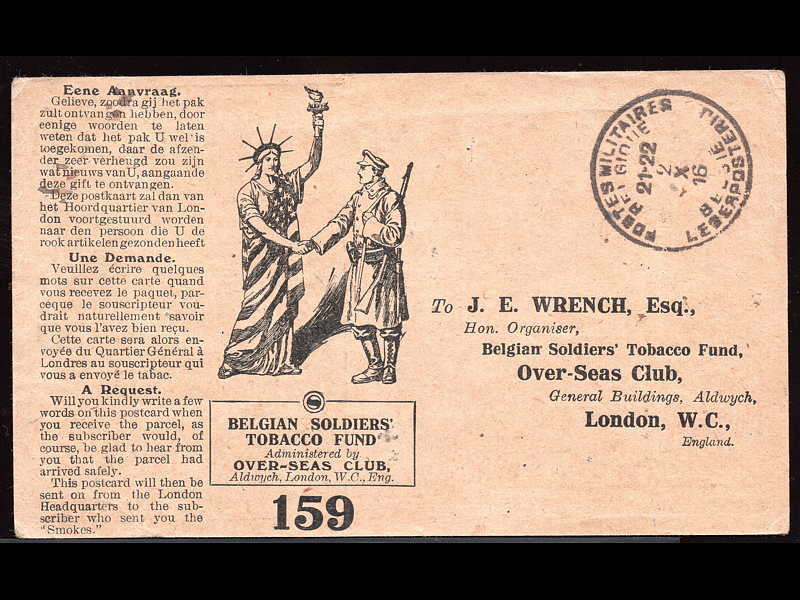 Eene Aanvraag.
Gelieve, zoodra gij het pak
zult ontvangen hebben, door
eenige woorden te laten
weten dat het pak U wel is
toegekomen, daar de afzen-
der zeer verheugd zou zijn
wat nieuws van U, aangaande
deze gift te ontvangen.
Deze postkaart zal dan van
het Hoordkwartier van Lon-
den voortgestuurd worden
naar den persoon die U de
rook artikelen gezonden heeft
Une Demande.
Veuillez écrire quelques
mots sur cette carte quand
vous recevez le paquet, par-
ceque le souscripteur vou-
drait naturellement savoir
que vous l'avez bien reçu.
Cette carte sera alors en-
voyée du Quartier Général à
Londres au souscripteur qui
vous a envoyé le tabac.
A Request.
Will you kindly write a few
words on this postcard when
you receive the parcel, as
the subscriber would, of
course, be glad to hear from
you that the parcel had
arrived safely.
This postcard will then be
sent on from the London
Headquarters to the sub-
scriber who sent you the
"Smokes."
BELGIAN SOLDIERS'
TOBACCO FUND
Administered by
OVER-SEAS CLUB,
Aldwych, London, W.C., Eng.
159
POSTES MILITAIRES
21-22
2
X
16
LEGERPOSTERIJ
To J. E. WRENCH, Esq.,
Hon. Organiser,
Belgian Soldiers' Tobacco Fund,
Over-Seas Club,
General Buildings, Aldwych,
London, W.C.,
England.